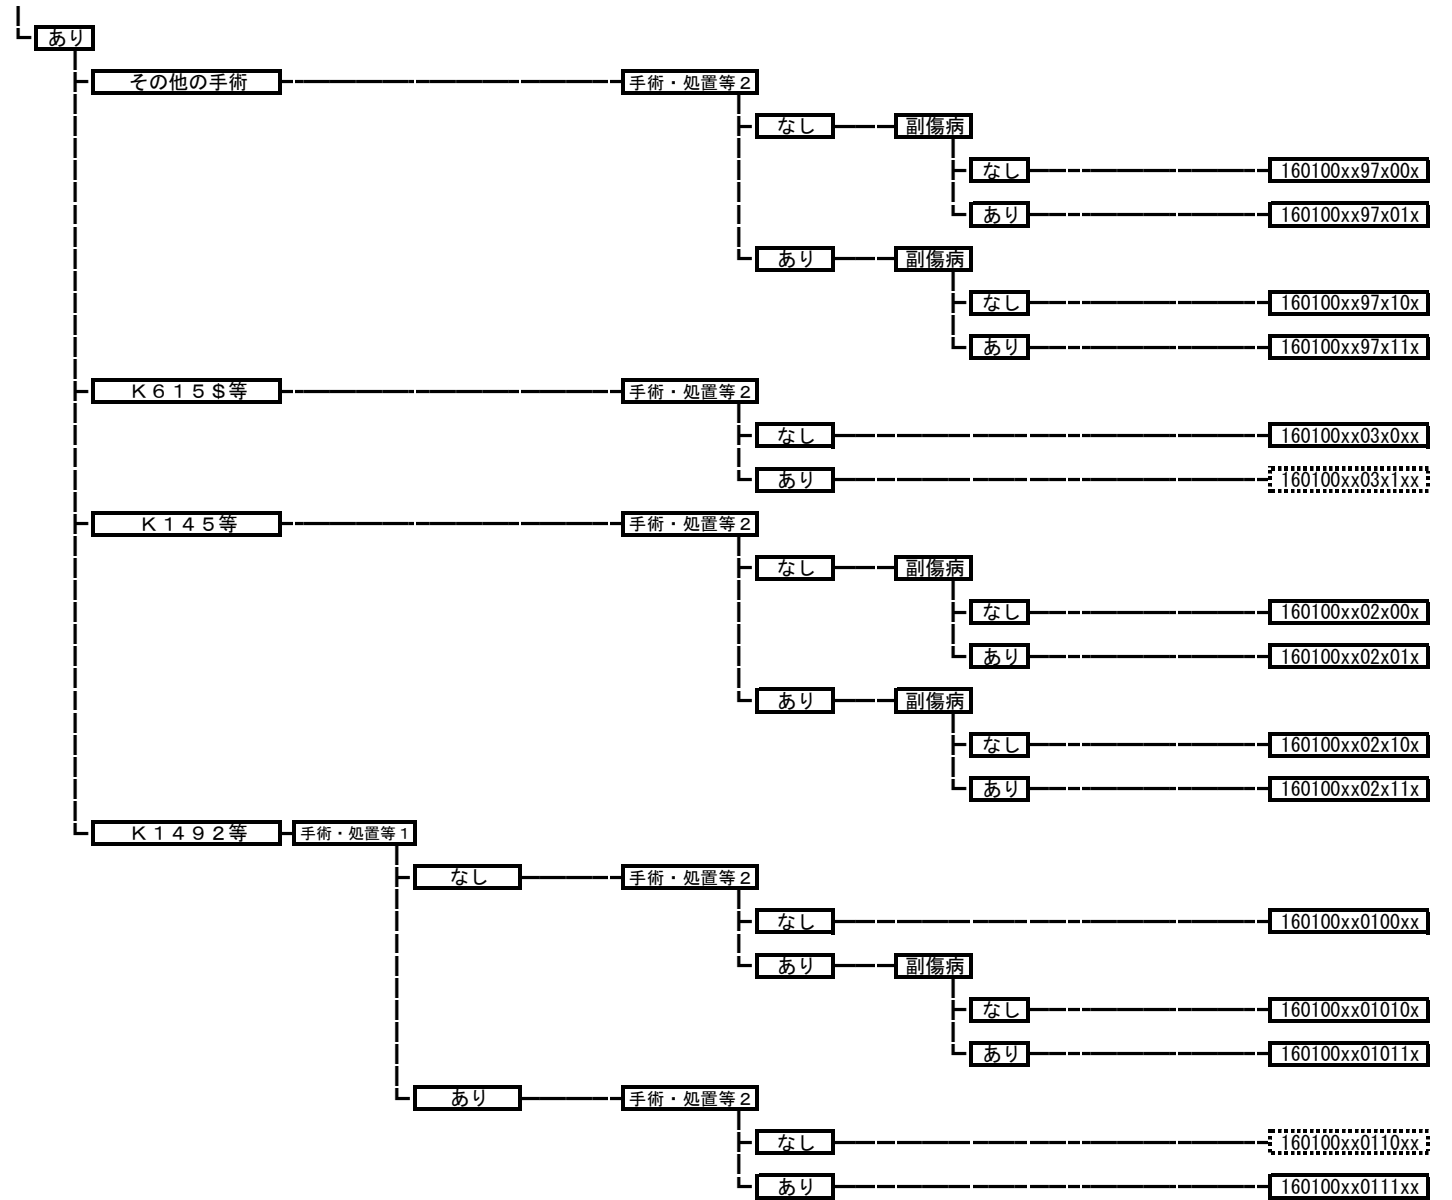 あり
その他の手術 手術・処置等２
なし 副傷病
なし 160100xx97x00x
あり 160100xx97x01x
あり 副傷病
なし 160100xx97x10x
あり 160100xx97x11x
Ｋ６１５＄等 手術・処置等２
なし 160100xx03x0xx
あり 160100xx03x1xx
Ｋ１４５等 手術・処置等２
なし 副傷病
なし 160100xx02x00x
あり 160100xx02x01x
あり 副傷病
なし 160100xx02x10x
あり 160100xx02x11x
Ｋ１４９２等 手術・処置等１
なし 手術・処置等２
なし 160100xx0100xx
あり 副傷病
なし 160100xx01010x
あり 160100xx01011x
あり 手術・処置等２
なし 160100xx0110xx
あり 160100xx0111xx